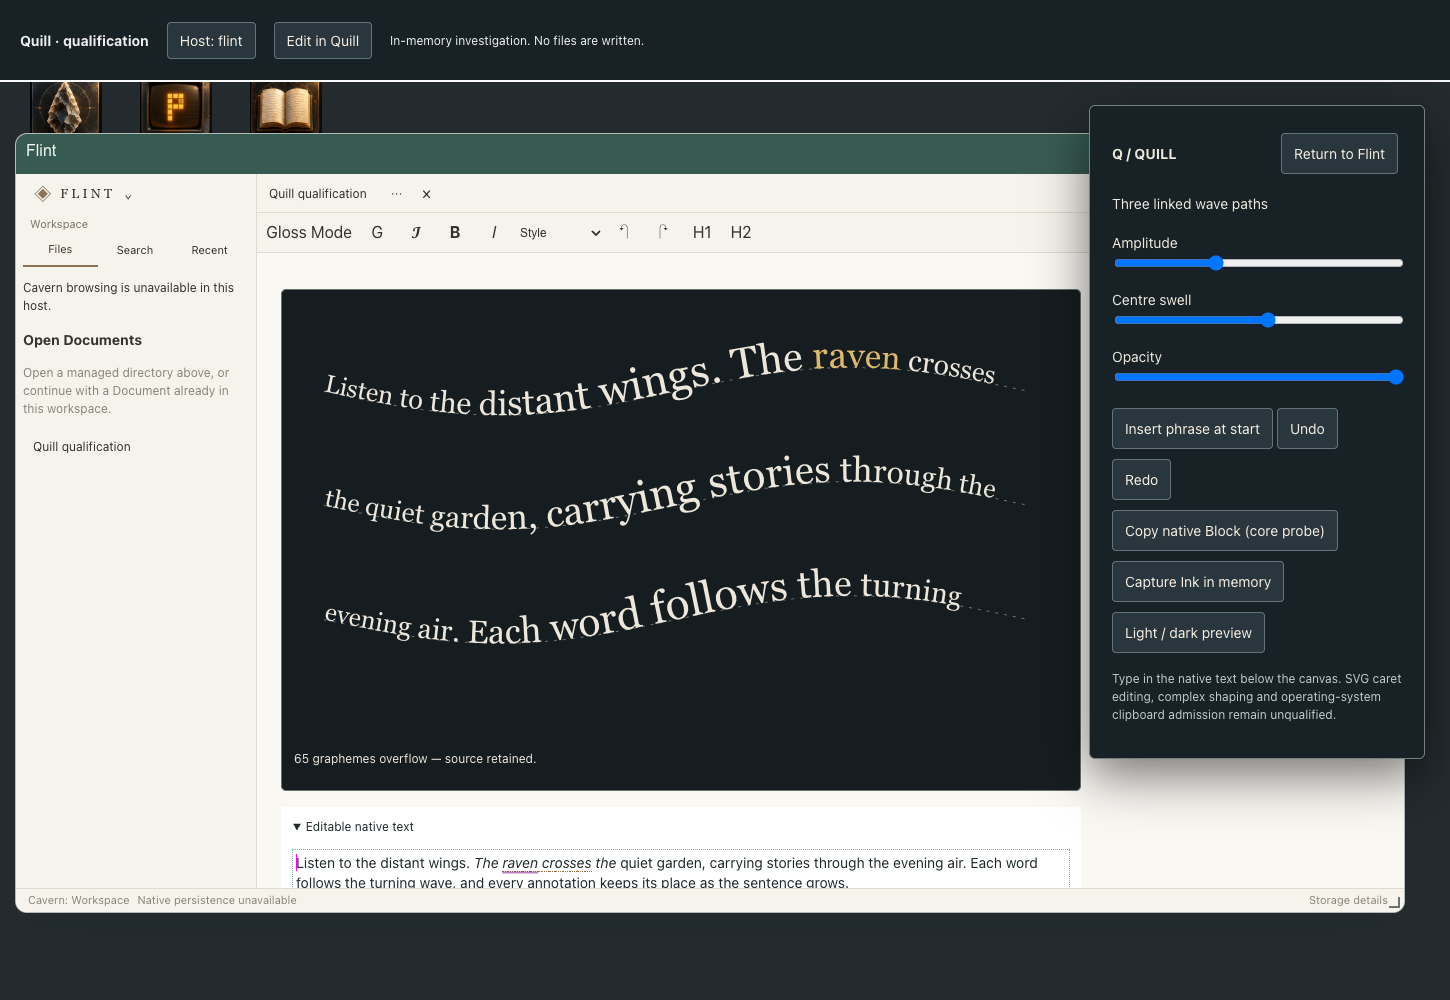 Quill · qualification
Host: flint
Edit in Quill
In-memory investigation. No files are written.
P
Flint
FLINT
Workspace
Files
Search
Recent
Cavern browsing is unavailable in this
host.
Open Documents
Open a managed directory above, or
continue with a Document already in
this workspace.
Quill qualification
Quill qualification ··· ×
Gloss Mode G ℐ B I Style H1 H2
Listen to the distant wings. The raven crosses
the quiet garden, carrying stories through the
evening air. Each word follows the turning
65 graphemes overflow — source retained.
▼ Editable native text
Listen to the distant wings. The raven crosses the quiet garden, carrying stories through the evening air. Each word
follows the turning wave, and every annotation keeps its place as the sentence grows.
Q / QUILL
Return to Flint
Three linked wave paths
Amplitude
Centre swell
Opacity
Insert phrase at start
Undo
Redo
Copy native Block (core probe)
Capture Ink in memory
Light / dark preview
Type in the native text below the canvas. SVG caret
editing, complex shaping and operating-system
clipboard admission remain unqualified.
Cavern: Workspace Native persistence unavailable
Storage details